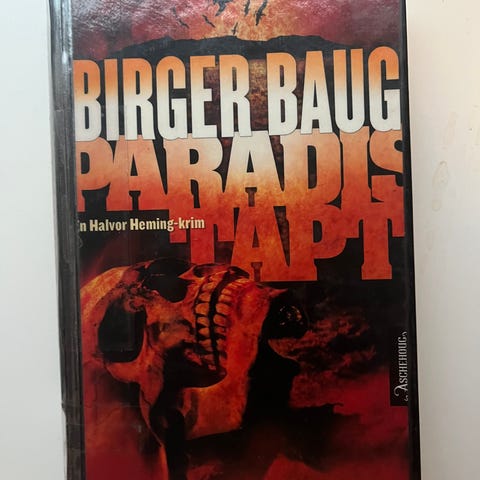 BIRGER BAUG
PARADIS
TAPT
n Halvor Heming-krim
ASCHEHOUG